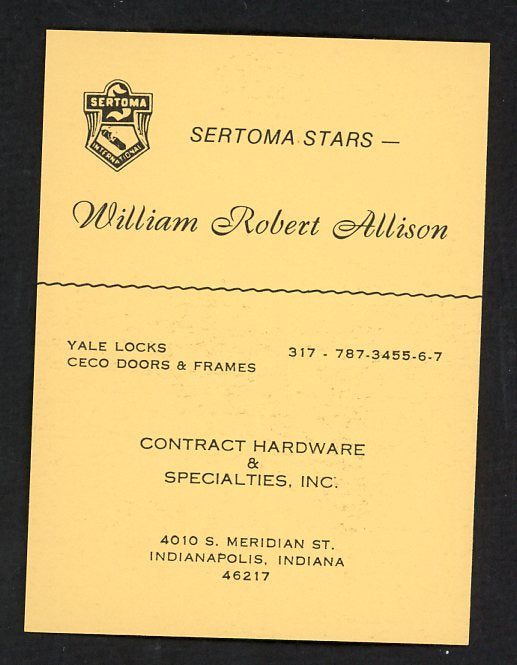 SERTOMA
INTERNATIONAL
SERTOMA STARS —
William Robert Allison
YALE LOCKS
CECO DOORS & FRAMES
317 - 787-3455-6-7
CONTRACT HARDWARE
&
SPECIALTIES, INC.
4010 S. MERIDIAN ST.
INDIANAPOLIS, INDIANA
46217